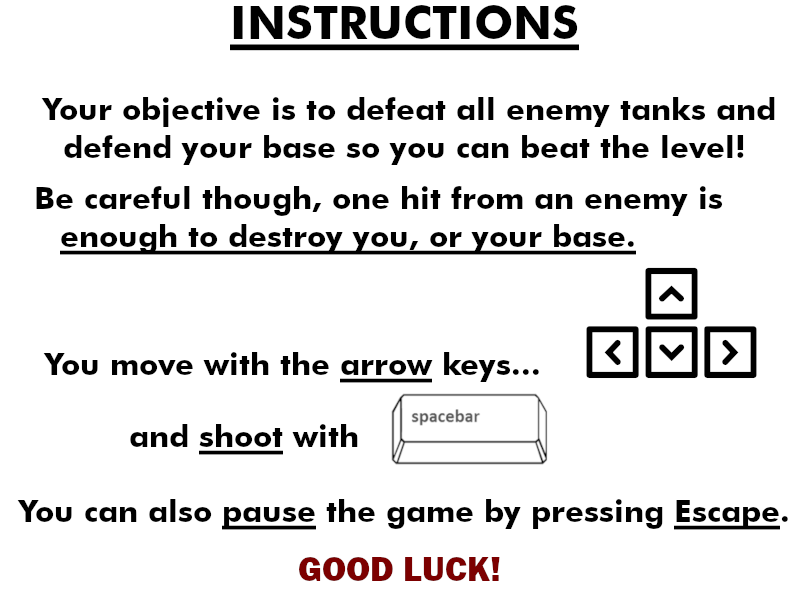 INSTRUCTIONS
Your objective is to defeat all enemy tanks and
defend your base so you can beat the level!
Be careful though, one hit from an enemy is
enough to destroy you, or your base.
You move with the arrow keys...
and shoot with spacebar
You can also pause the game by pressing Escape.
GOOD LUCK!